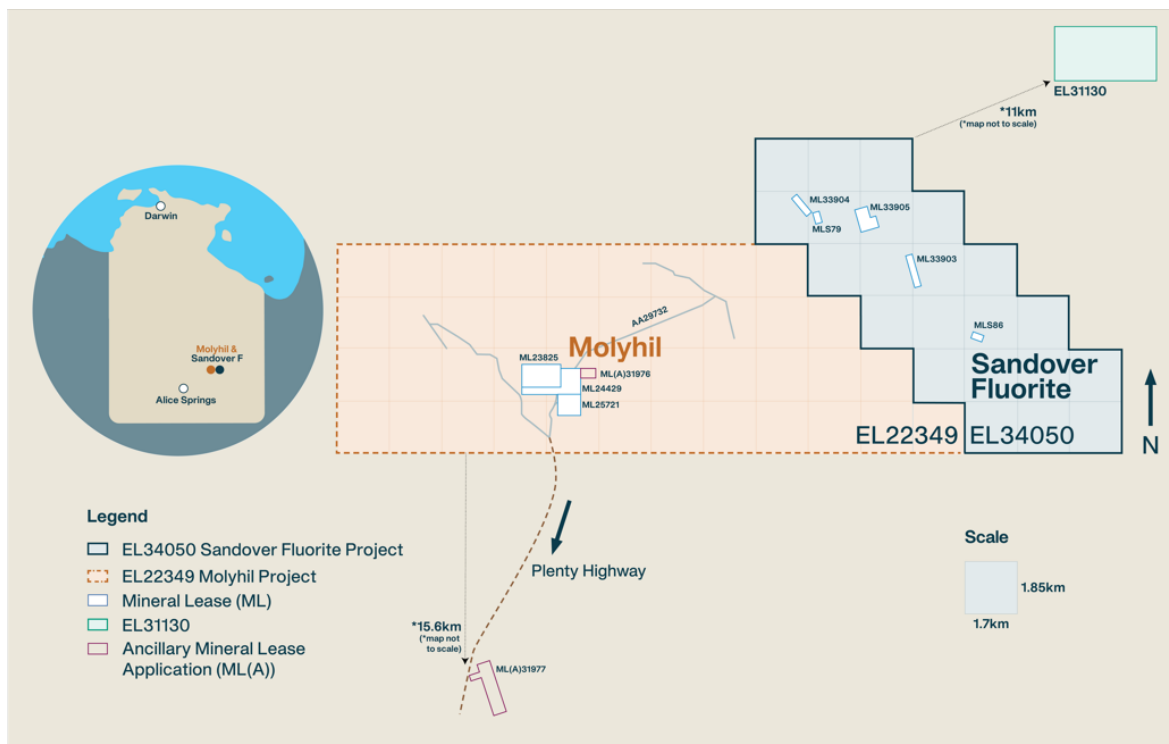 EL31130
*11km
(*map not to scale)
Darwin
ML33904
MLS79
ML33905
ML33903
MLS86
AA29732
Molyhil &
Sandover F
Alice Springs
Molyhil
ML23825
ML(A)31976
ML24429
ML25721
Sandover
Fluorite
EL22349
EL34050
N
Legend
EL34050 Sandover Fluorite Project
EL22349 Molyhil Project
Mineral Lease (ML)
EL31130
Ancillary Mineral Lease
Application (ML(A))
Plenty Highway
*15.6km
(*map not
to scale)
ML(A)31977
Scale
1.85km
1.7km